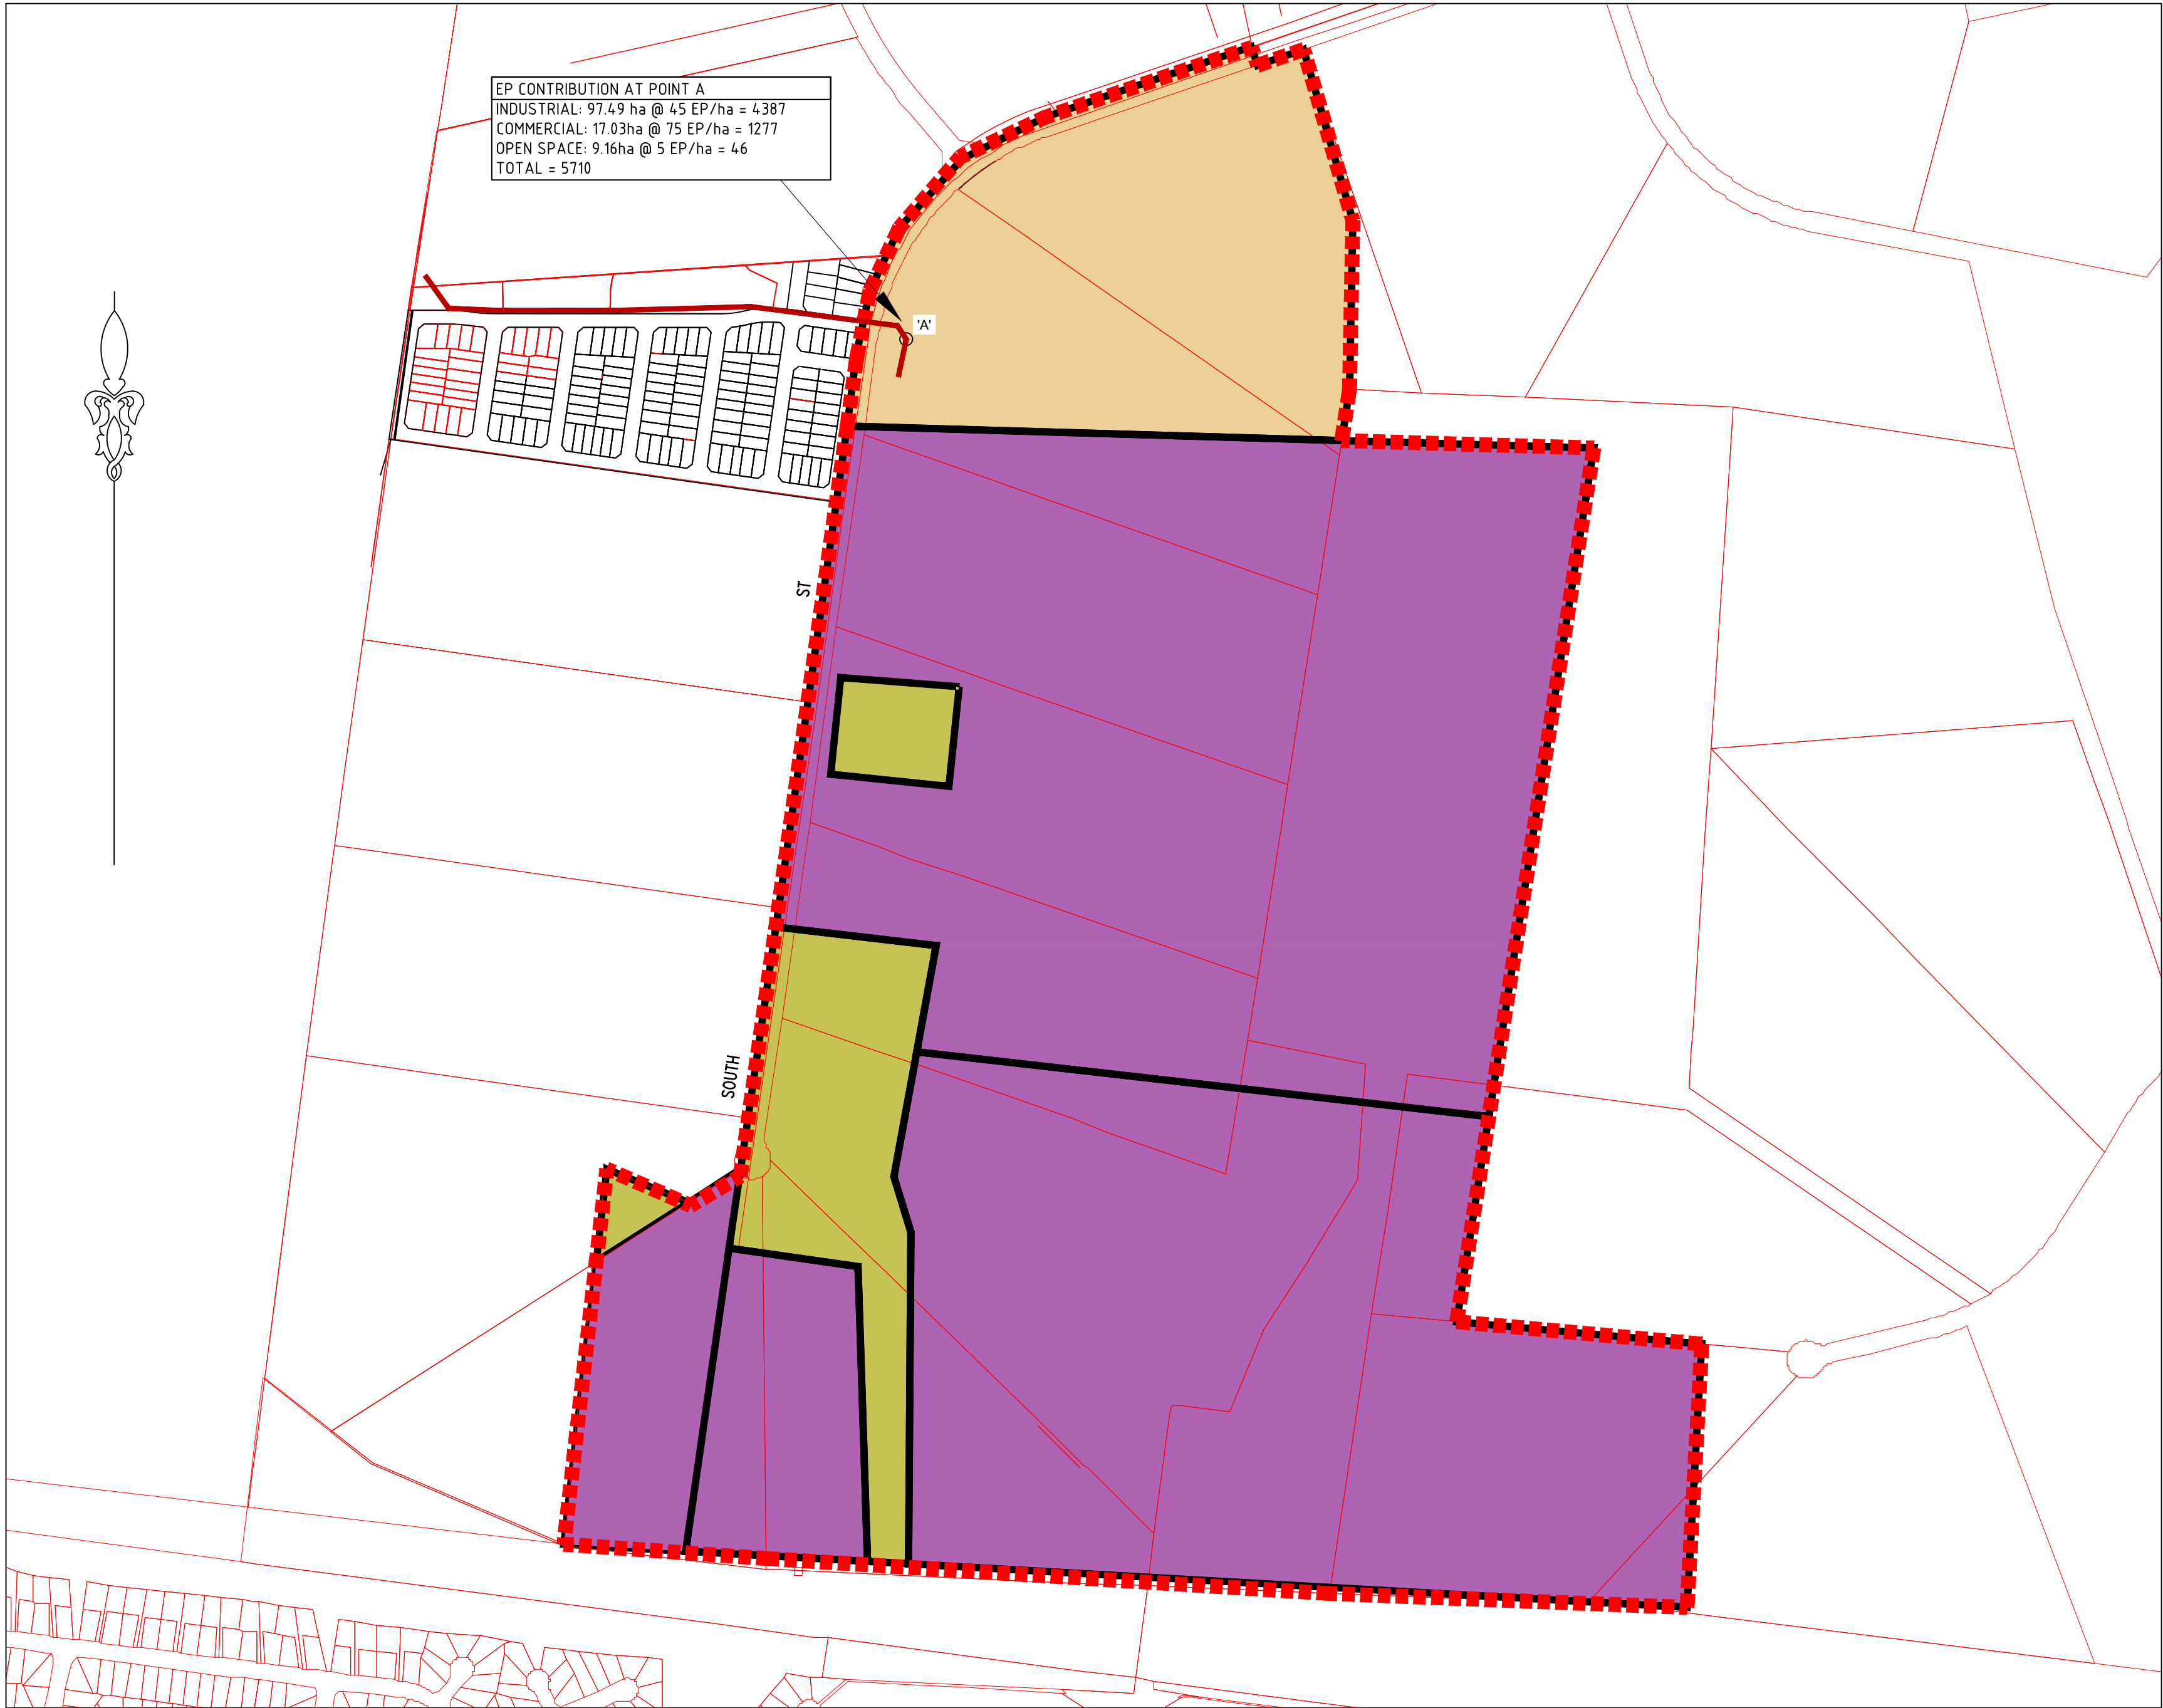 EP CONTRIBUTION AT POINT A
INDUSTRIAL: 97.49 ha @ 45 EP/ha = 4387
COMMERCIAL: 17.03ha @ 75 EP/ha = 1277
OPEN SPACE: 9.16ha @ 5 EP/ha = 46
TOTAL = 5710
'A'
ST
SOUTH